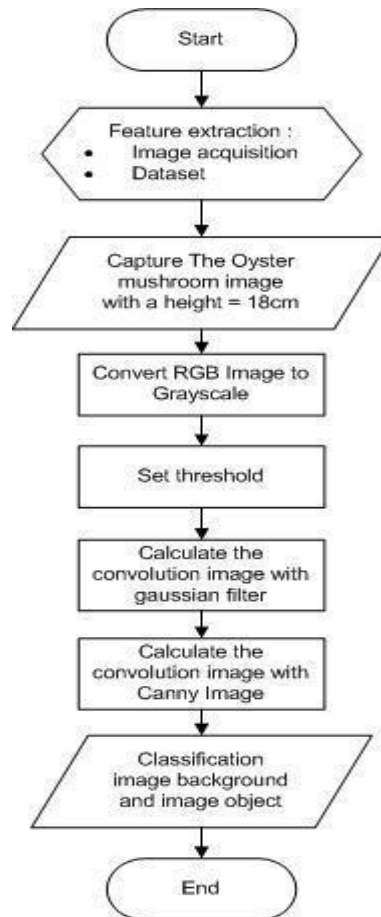 Start
Feature extraction :
• Image acquisition
• Dataset
Capture The Oyster
mushroom image
with a height = 18cm
Convert RGB Image to
Grayscale
Set threshold
Calculate the
convolution image with
gaussian filter
Calculate the
convolution image with
Canny Image
Classification
image background
and image object
End